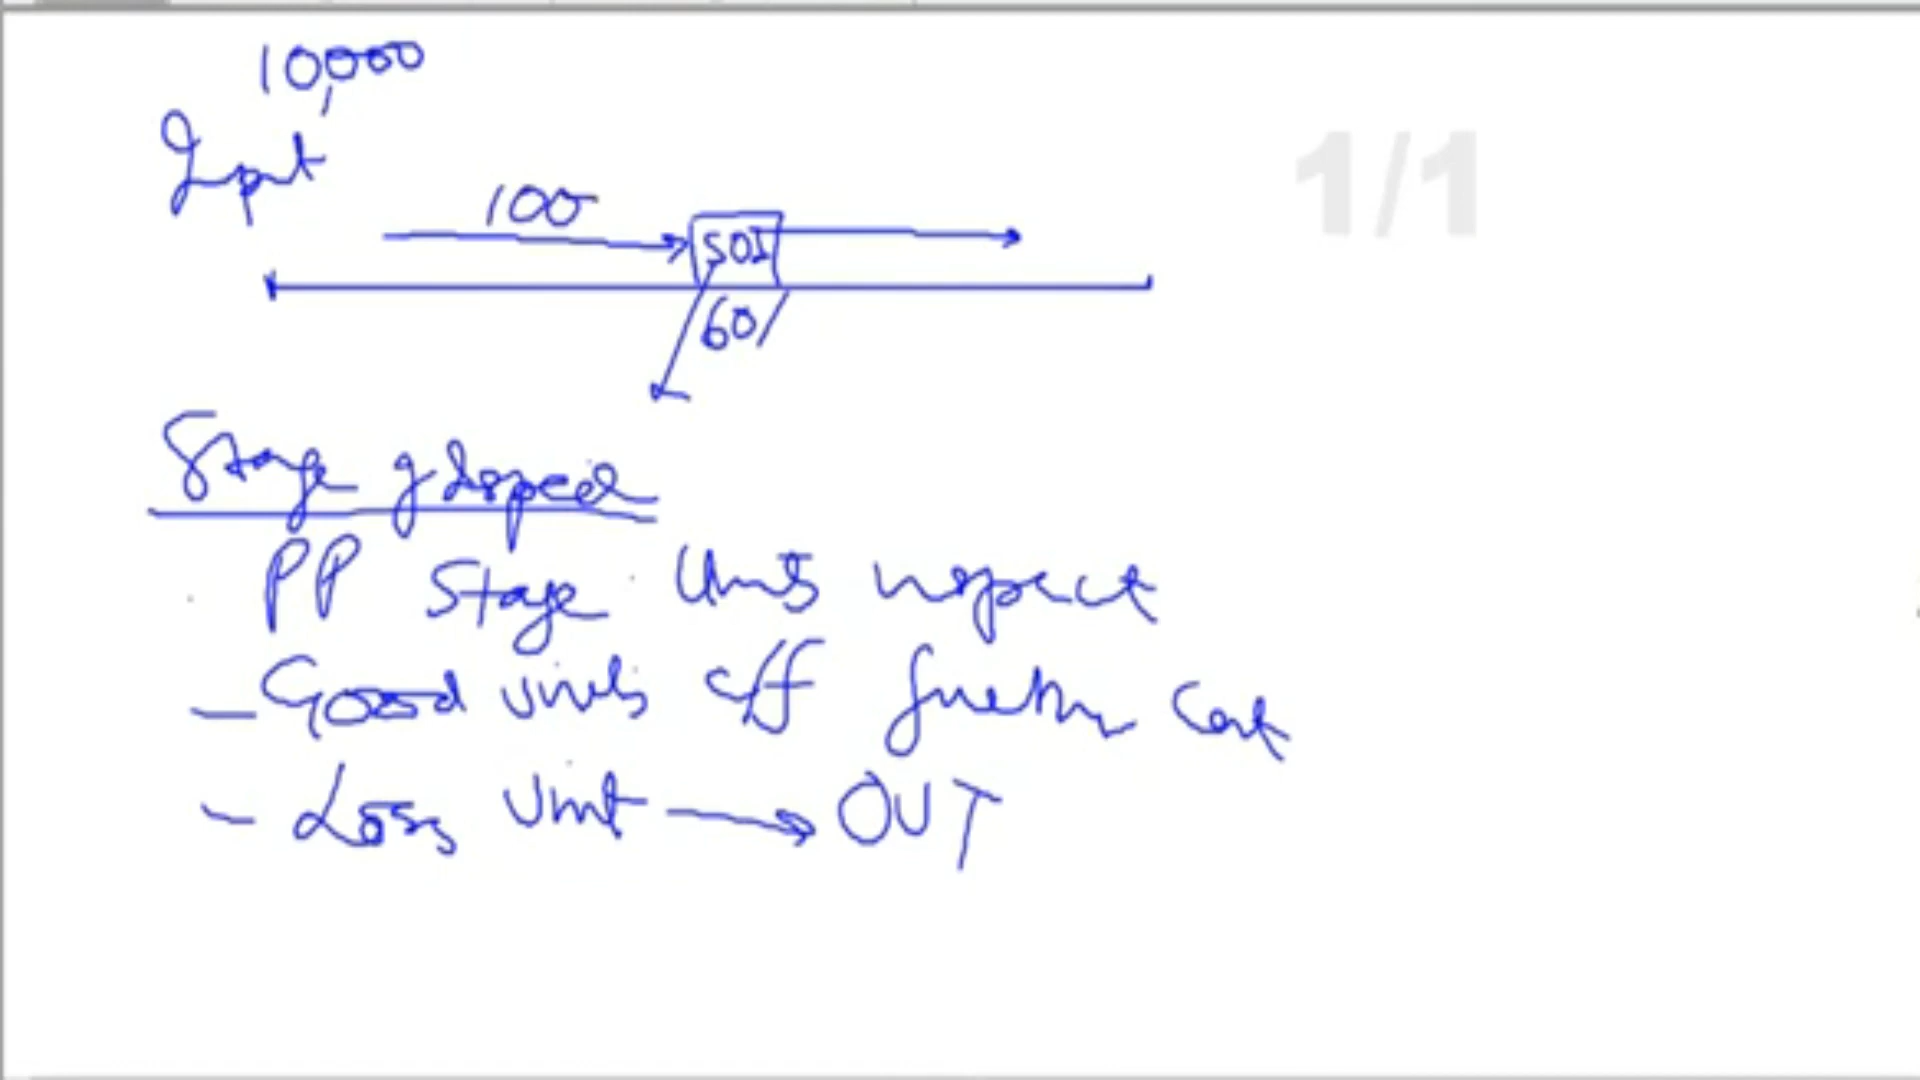 10,000
Input
1/1
100
SOI
60/
Stage of Inspect
PP Stage Units inspect
- Good units off further Cost
- Loss Unit → OUT